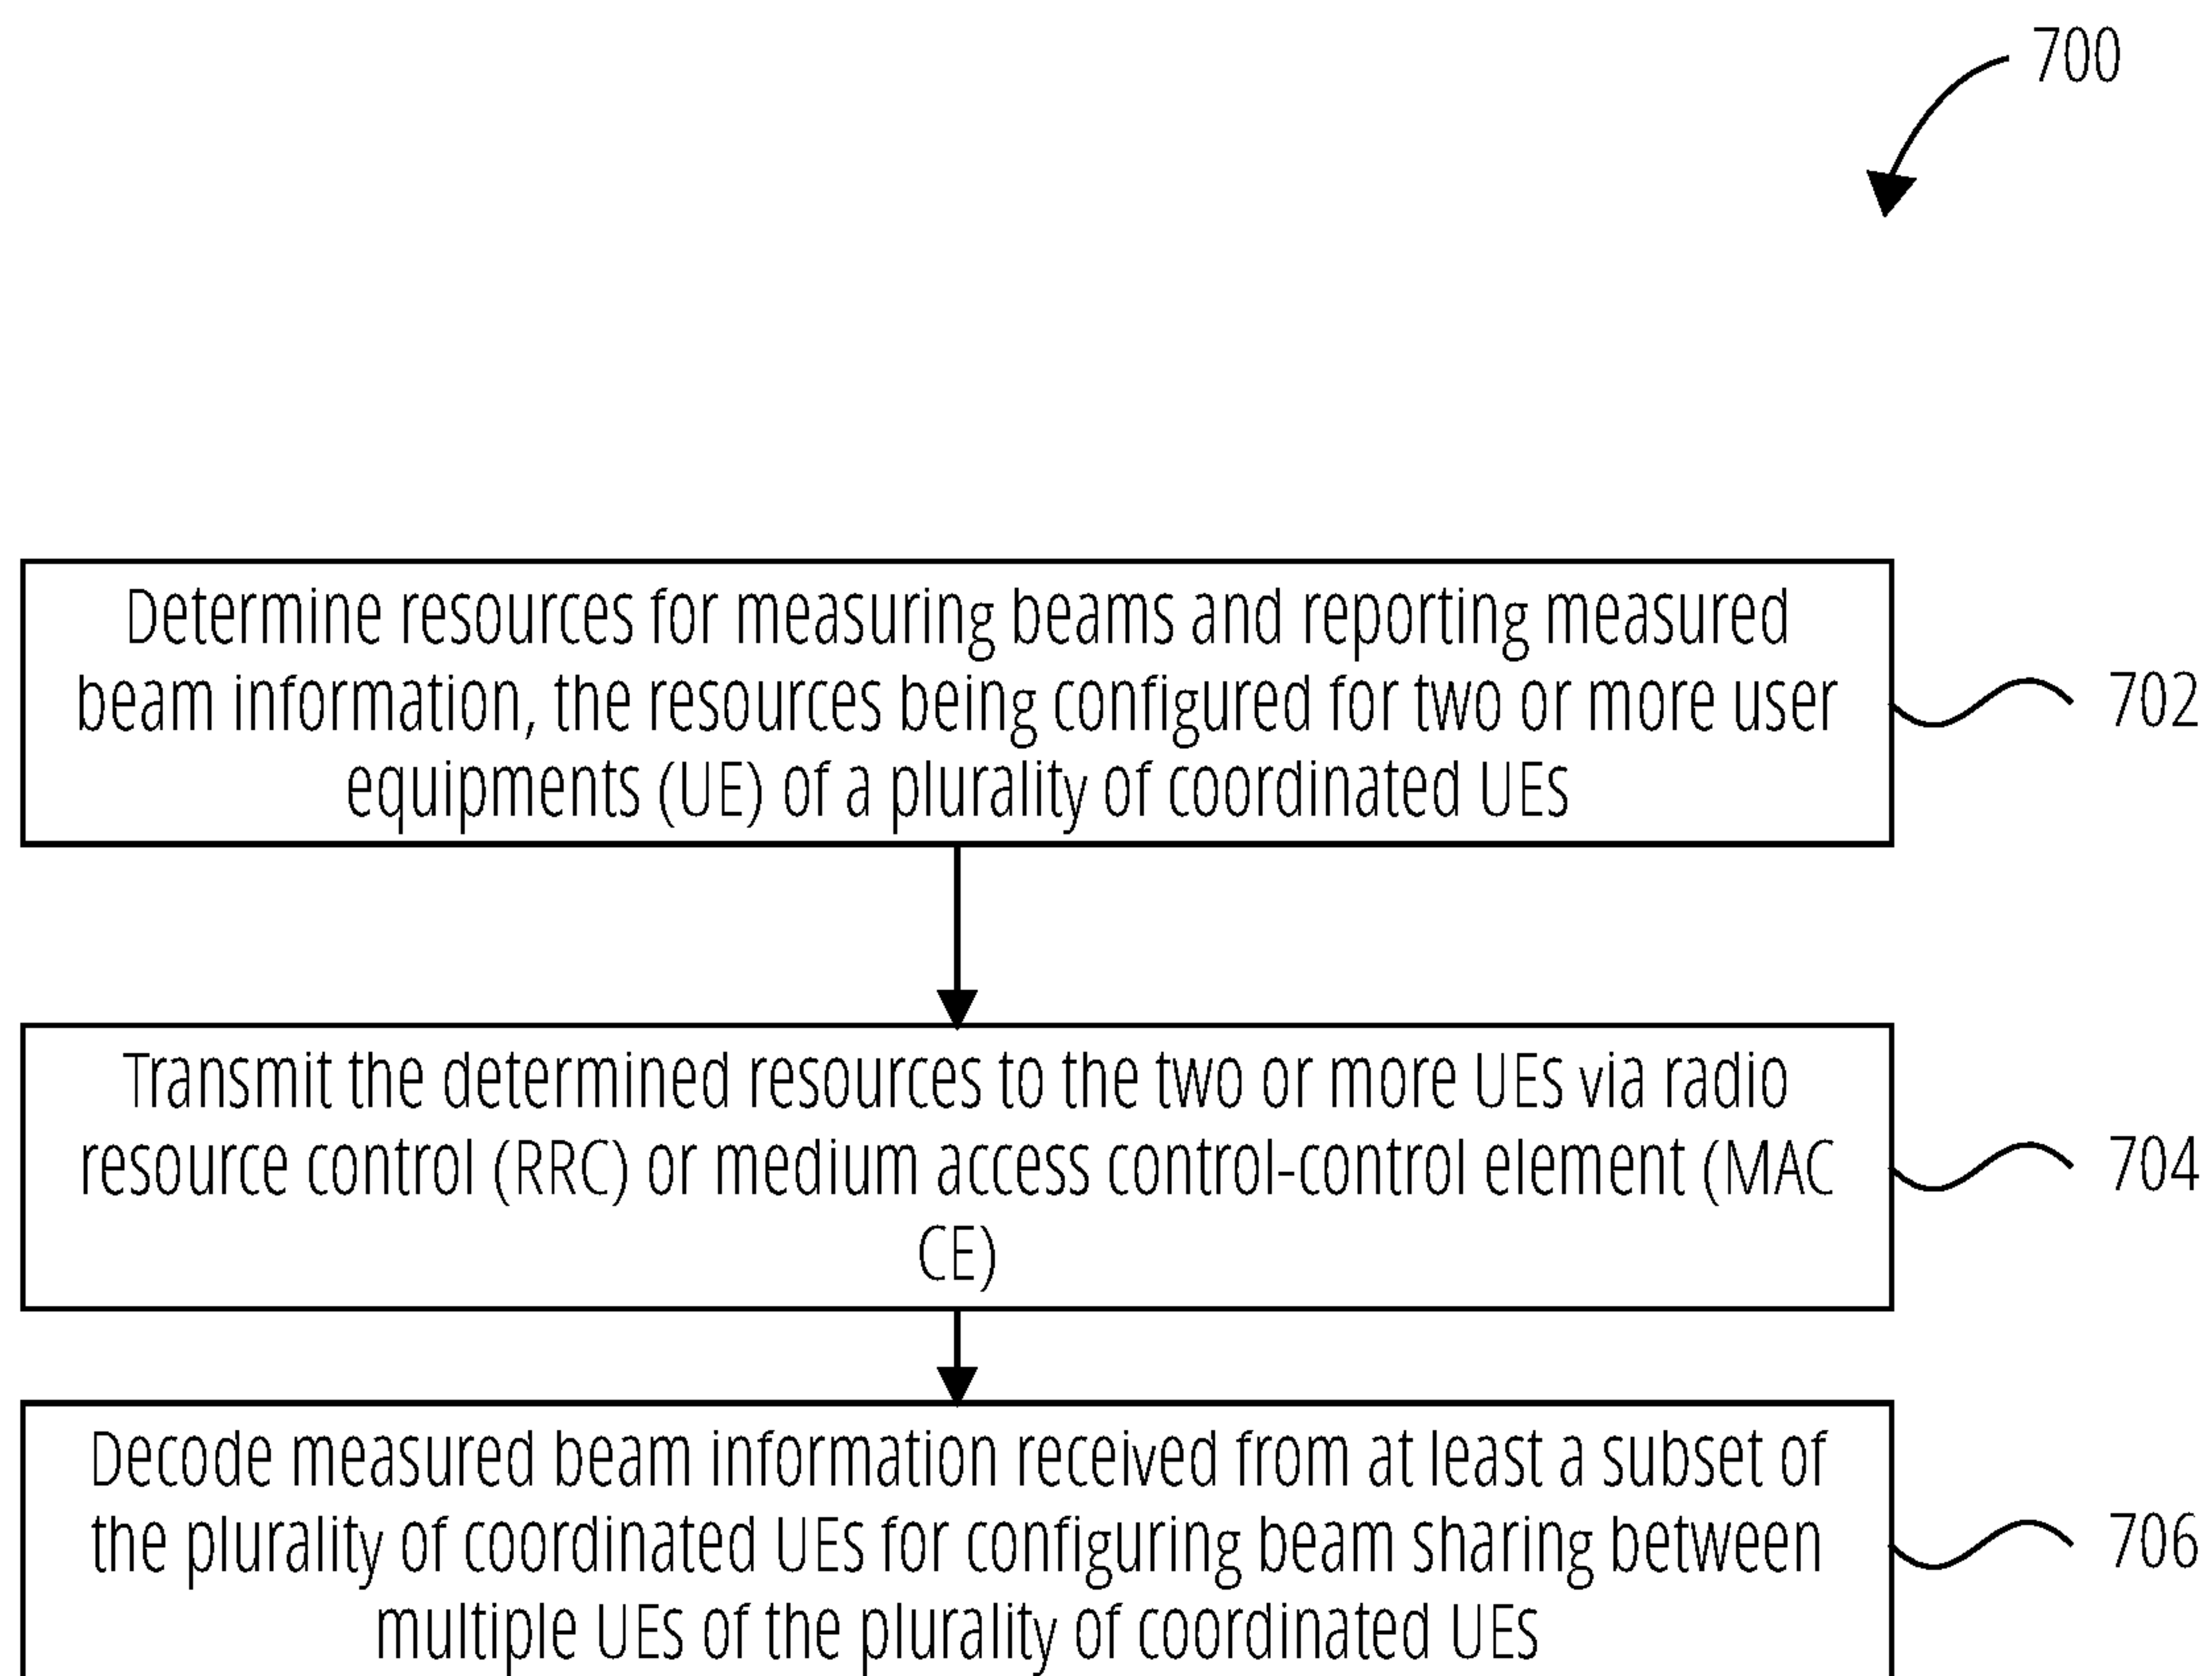 700
Determine resources for measuring beams and reporting measured
beam information, the resources being configured for two or more user
equipments (UE) of a plurality of coordinated UEs
702
Transmit the determined resources to the two or more UEs via radio
resource control (RRC) or medium access control-control element (MAC
CE)
704
Decode measured beam information received from at least a subset of
the plurality of coordinated UEs for configuring beam sharing between
multiple UEs of the plurality of coordinated UEs
706